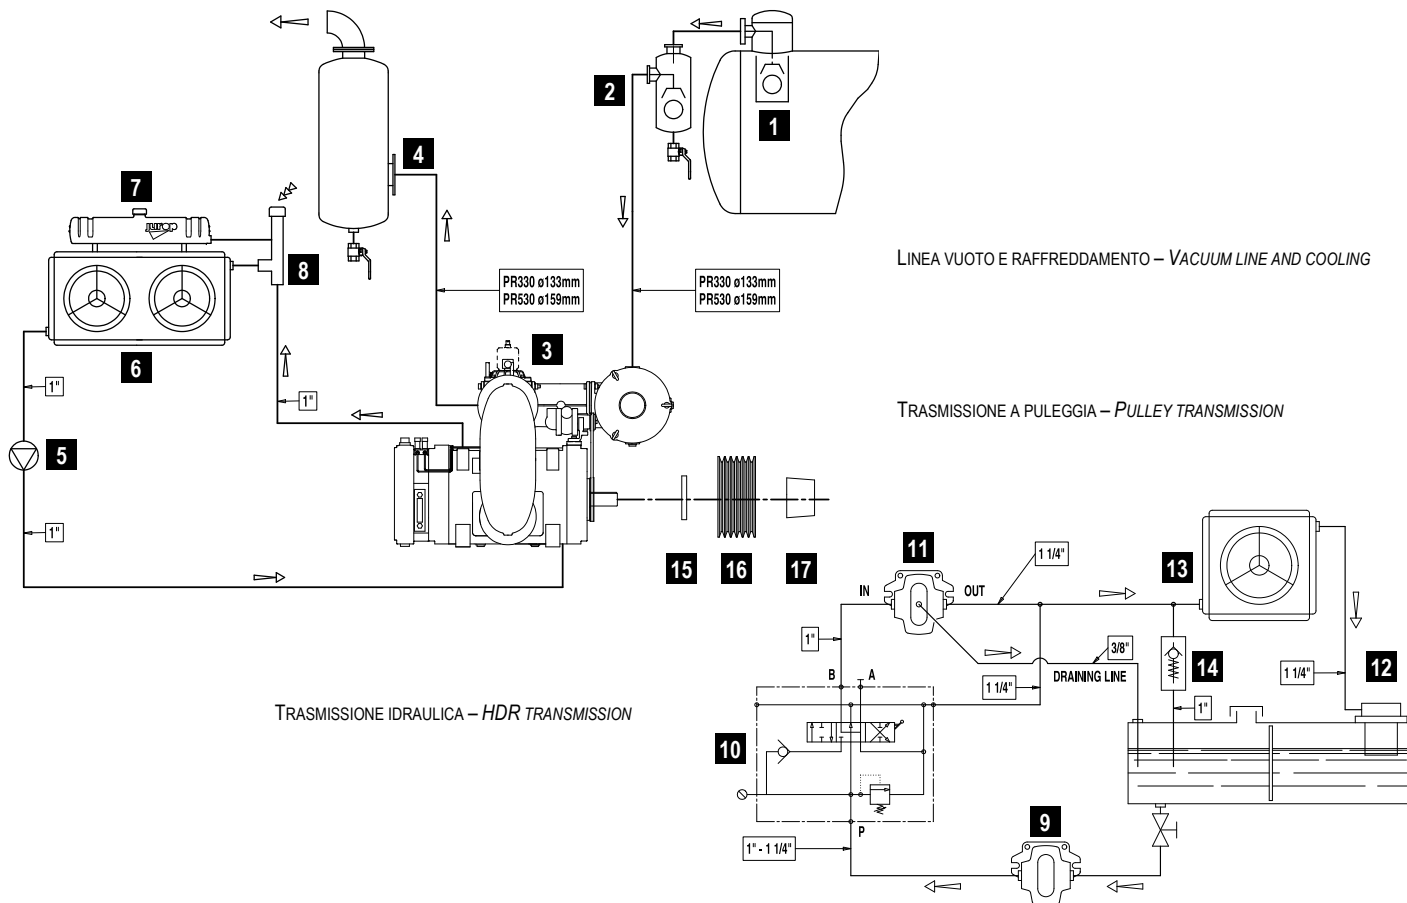 1
2
4
7
8
6
5
3
1"
1"
1"
PR330 ø133mm
PR530 ø159mm
PR330 ø133mm
PR530 ø159mm
LINEA VUOTO E RAFFREDDAMENTO – VACUUM LINE AND COOLING
TRASMISSIONE A PULEGGIA – PULLEY TRANSMISSION
15
16
17
11
13
IN
OUT
1 1/4"
1"
3/8"
14
12
DRAINING LINE
1 1/4"
1 1/4"
B
A
1"
TRASMISSIONE IDRAULICA – HDR TRANSMISSION
10
9
P
1" - 1 1/4"